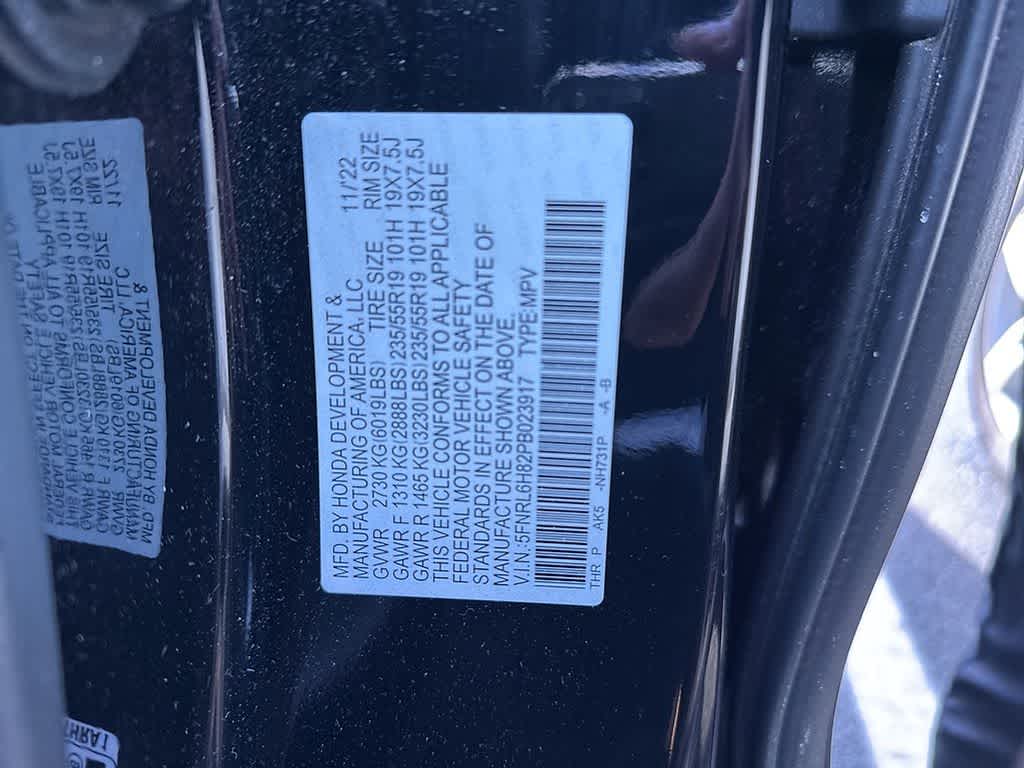 MFD. BY HONDA DEVELOPMENT &
MANUFACTURING OF AMERICA, LLC 11/22
GVWR 2730 KG(6019LBS) TIRE SIZE RIM SIZE
GAWR F 1310 KG(2888LBS) 235/55R19 101H 19X7.5J
GAWR R 1465 KG(3230LBS) 235/55R19 101H 19X7.5J
THIS VEHICLE CONFORMS TO ALL APPLICABLE
FEDERAL MOTOR VEHICLE SAFETY
STANDARDS IN EFFECT ON THE DATE OF
MANUFACTURE SHOWN ABOVE.
V.I.N.:5FNRL6H82PB023917 TYPE:MPV
THR P AK5 -NH731P -A -B